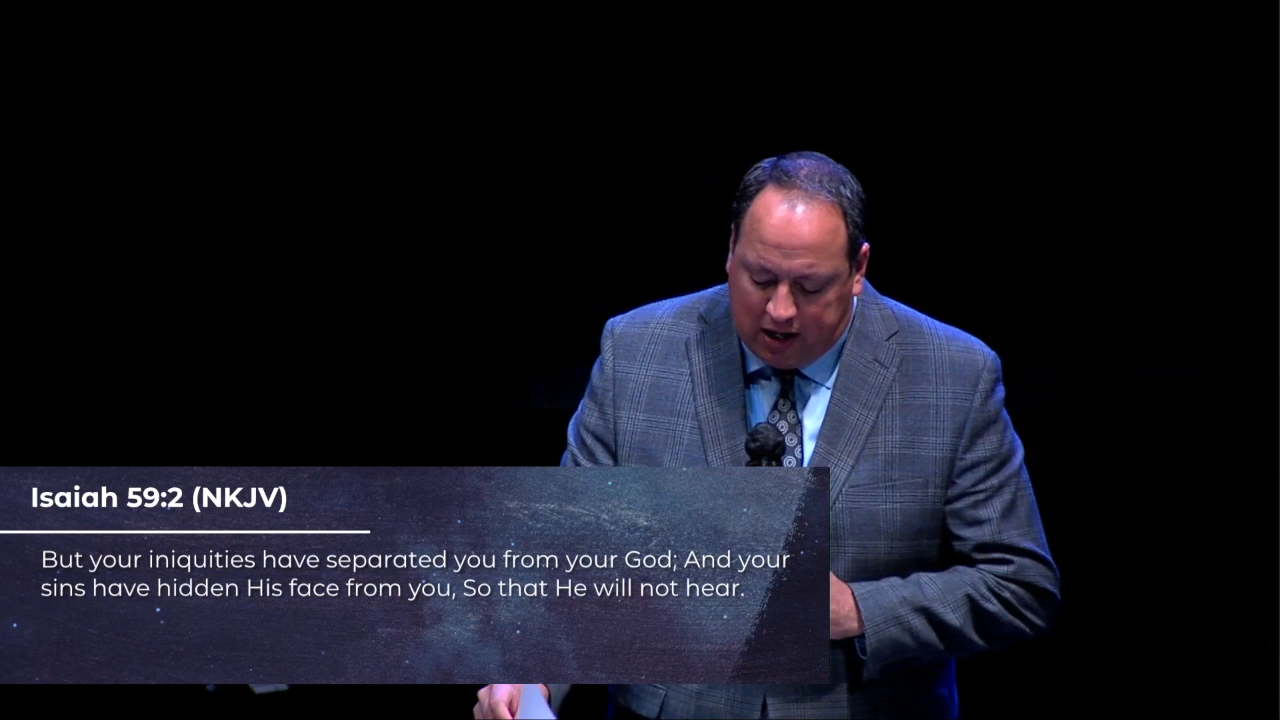 Isaiah 59:2 (NKJV)
But your iniquities have separated you from your God; And your
sins have hidden His face from you, So that He will not hear.